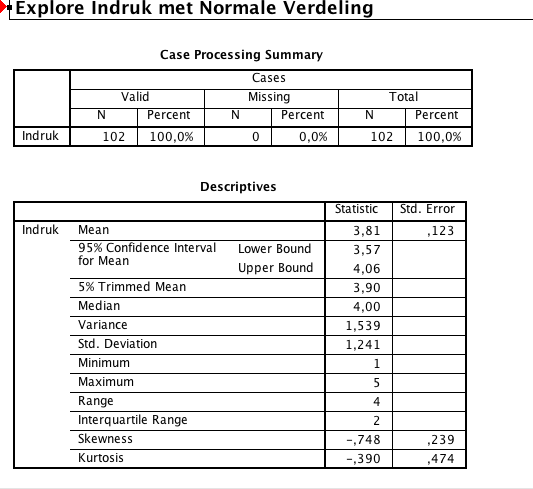 Explore Indruk met Normale Verdeling
Case Processing Summary
Cases
Valid Missing Total
N Percent N Percent N Percent
Indruk 102 100,0% 0 0,0% 102 100,0%
Descriptives
Statistic Std. Error
Indruk Mean 3,81 ,123
95% Confidence Interval Lower Bound 3,57
for Mean
Upper Bound 4,06
5% Trimmed Mean 3,90
Median 4,00
Variance 1,539
Std. Deviation 1,241
Minimum 1
Maximum 5
Range 4
Interquartile Range 2
Skewness -,748 ,239
Kurtosis -,390 ,474